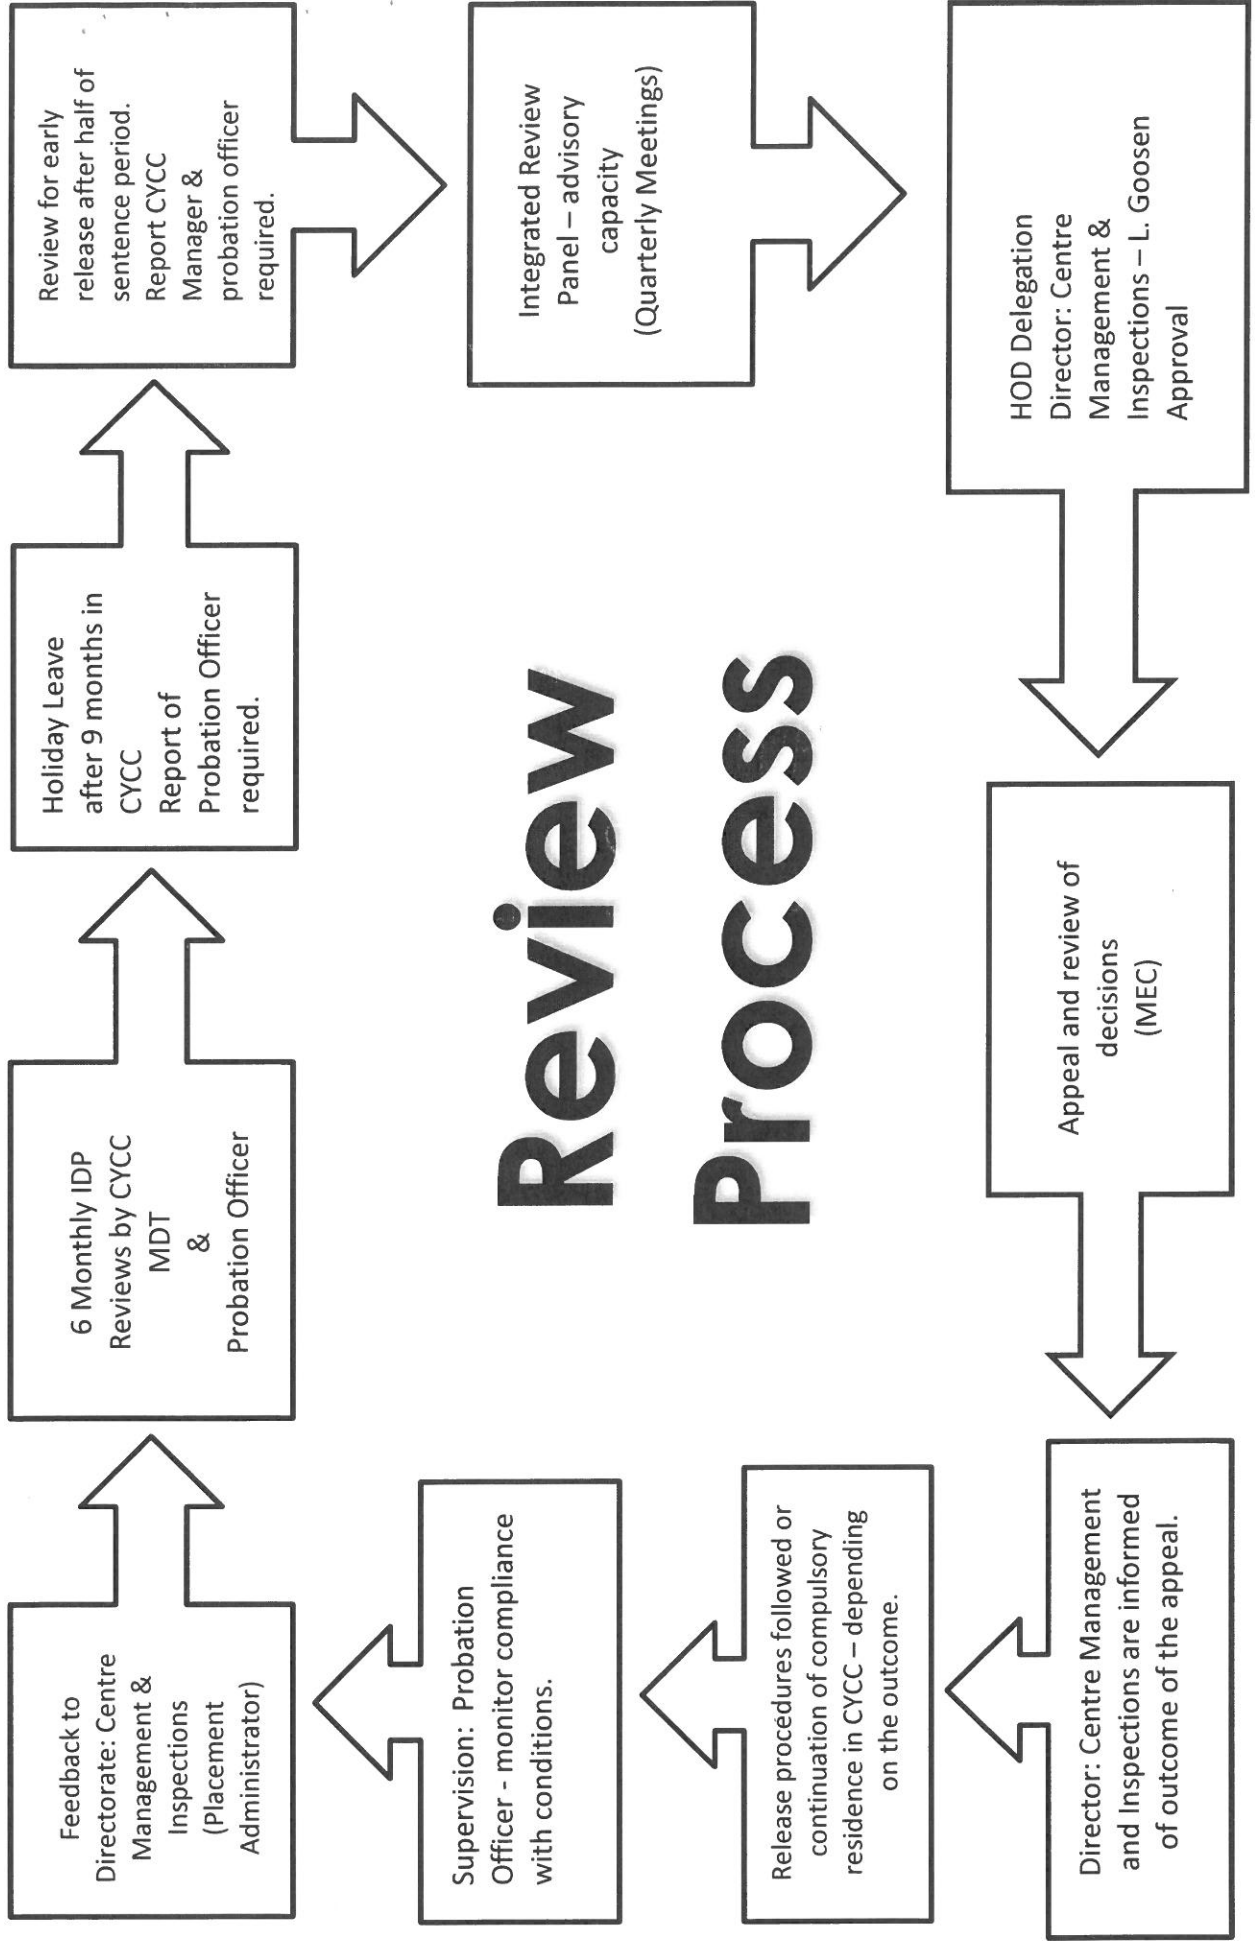 Feedback to
Directorate: Centre
Management &
Inspections
(Placement
Administrator)
6 Monthly IDP
Reviews by CYCC
MDT
&
Probation Officer
Holiday Leave
after 9 months in
CYCC
Report of
Probation Officer
required.
Review for early
release after half of
sentence period.
Report CYCC
Manager &
probation officer
required.
Integrated Review
Panel – advisory
capacity
(Quarterly Meetings)
HOD Delegation
Director: Centre
Management &
Inspections – L. Goosen
Approval
Appeal and review of
decisions
(MEC)
Director: Centre Management
and Inspections are informed
of outcome of the appeal.
Release procedures followed or
continuation of compulsory
residence in CYCC – depending
on the outcome.
Supervision: Probation
Officer - monitor compliance
with conditions.
Review
Process